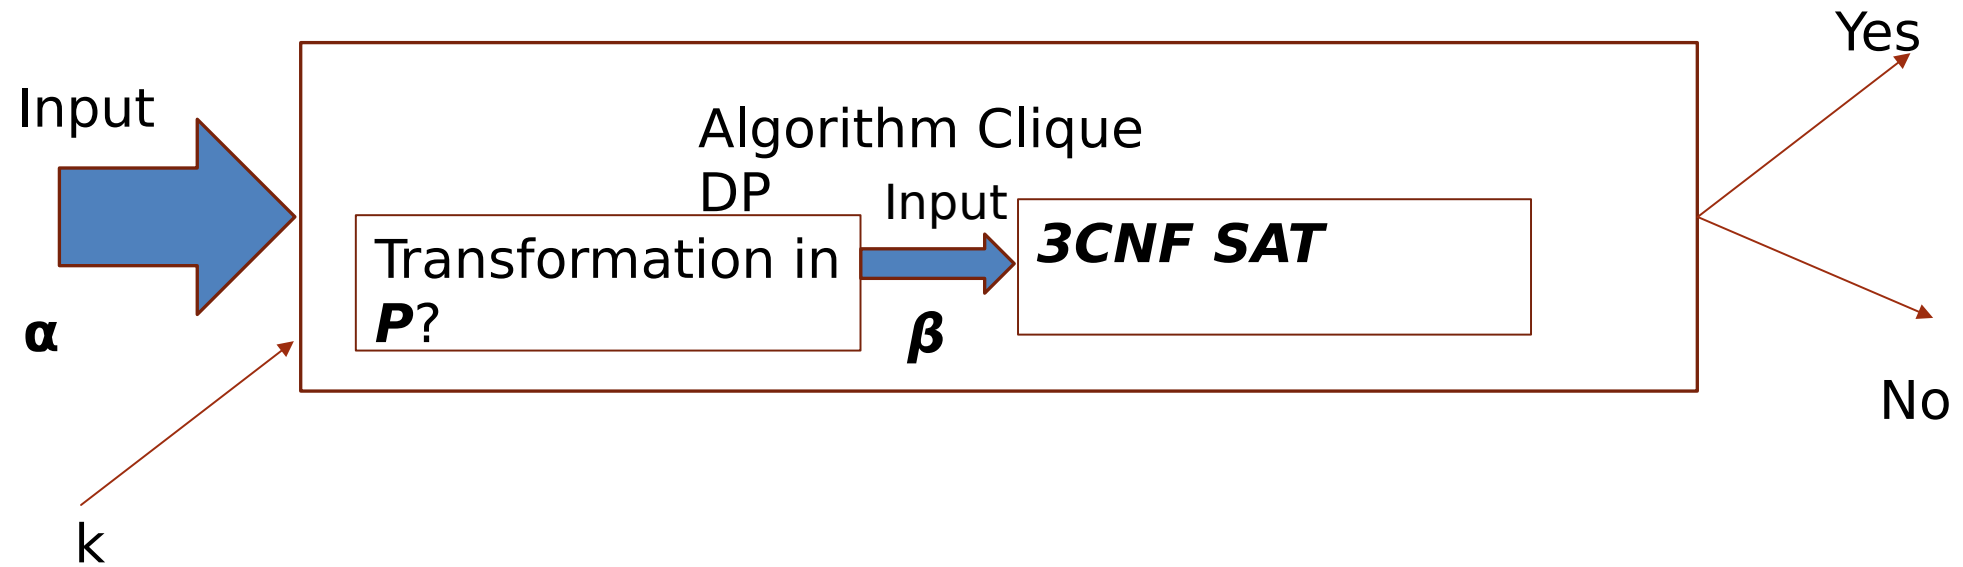 Yes
Input
Algorithm Clique
DP
Input
Transformation in
P?
3CNF SAT
α
β
No
k